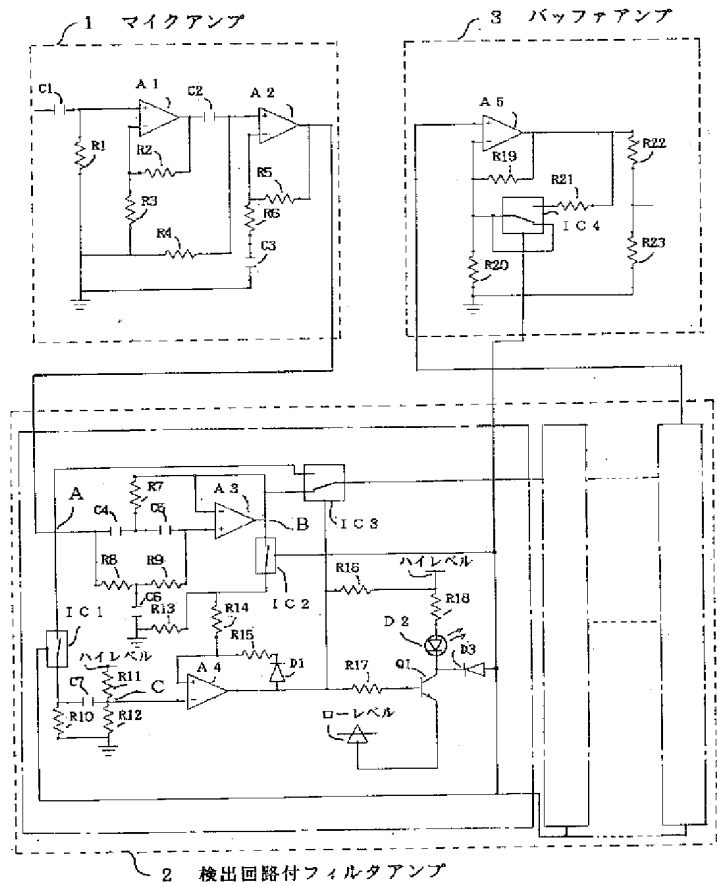 1 マイクアンプ
3 バッファアンプ
C1
A1
C2
A2
R1
R2
R3
R4
R5
R6
C3
A5
R19
R21
R22
IC4
R20
R23
A
R7
C4
C5
A3
B
IC3
R8
R9
C6
R13
R14
IC2
R16
ハイレベル
R18
IC1
D2
D3
ハイレベル
C7
R11
C
R15
D1
A4
R17
Q1
R10
R12
ローレベル
2 検出回路付フィルタアンプ